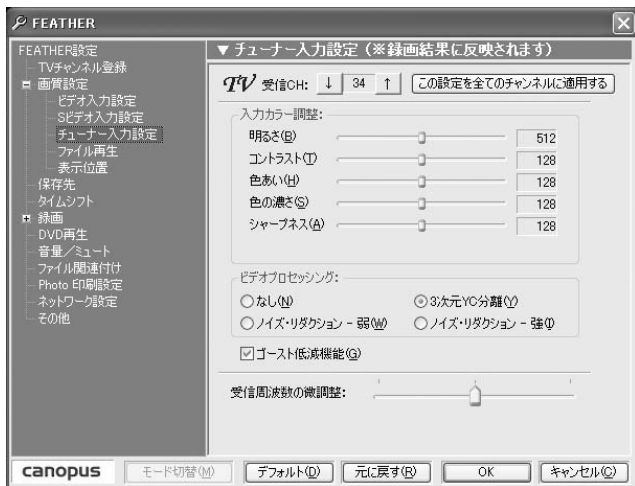 FEATHER
FEATHER設定
TVチャンネル登録
画質設定
ビデオ入力設定
Sビデオ入力設定
チューナー入力設定
ファイル再生
表示位置
保存先
タイムシフト
録画
DVD再生
音量／ミュート
ファイル関連付け
Photo 印刷設定
ネットワーク設定
その他
▼ チューナー入力設定（※録画結果に反映されます）
TV 受信CH: ↓ 34 ↑ この設定を全てのチャンネルに適用する
入力カラー調整:
明るさ(B) 512
コントラスト(T) 128
色あい(H) 128
色の濃さ(S) 128
シャープネス(A) 128
ビデオプロセッシング:
なし(N) 3次元YC分離(Y)
ノイズ・リダクション - 弱(W) ノイズ・リダクション - 強(I)
ゴースト低減機能(G)
受信周波数の微調整:
canopus モード切替(M) デフォルト(D) 元に戻す(R) OK キャンセル(C)